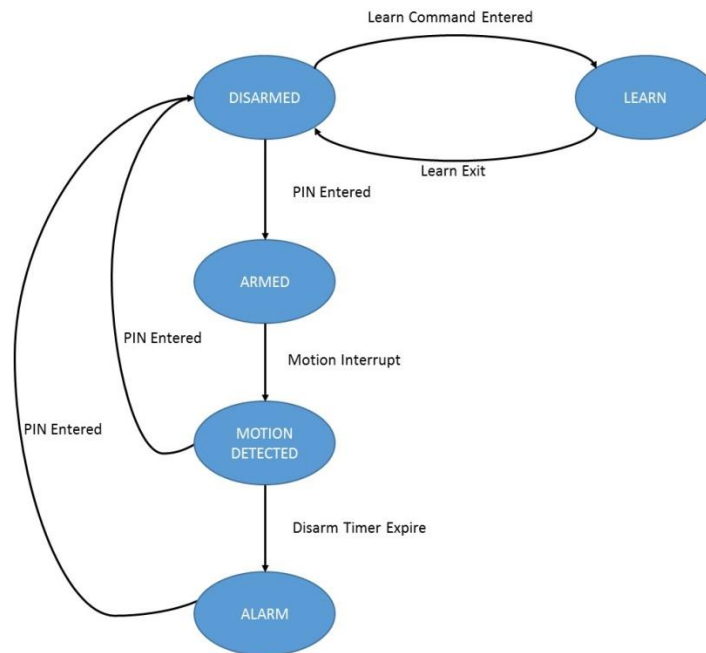 Learn Command Entered
DISARMED
LEARN
Learn Exit
PIN Entered
ARMED
PIN Entered
Motion Interrupt
PIN Entered
MOTION
DETECTED
Disarm Timer Expire
ALARM